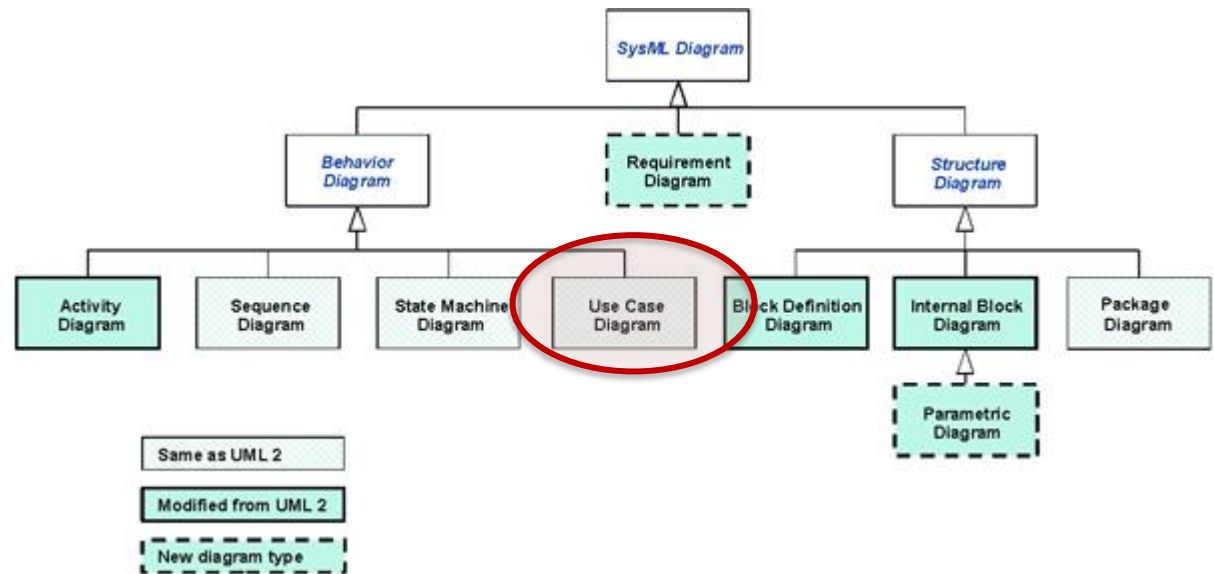 SysML Diagram
Behavior
Diagram
Requirement
Diagram
Structure
Diagram
Activity
Diagram
Sequence
Diagram
State Machine
Diagram
Use Case
Diagram
Block Definition
Diagram
Internal Block
Diagram
Package
Diagram
Parametric
Diagram
Same as UML 2
Modified from UML 2
New diagram type